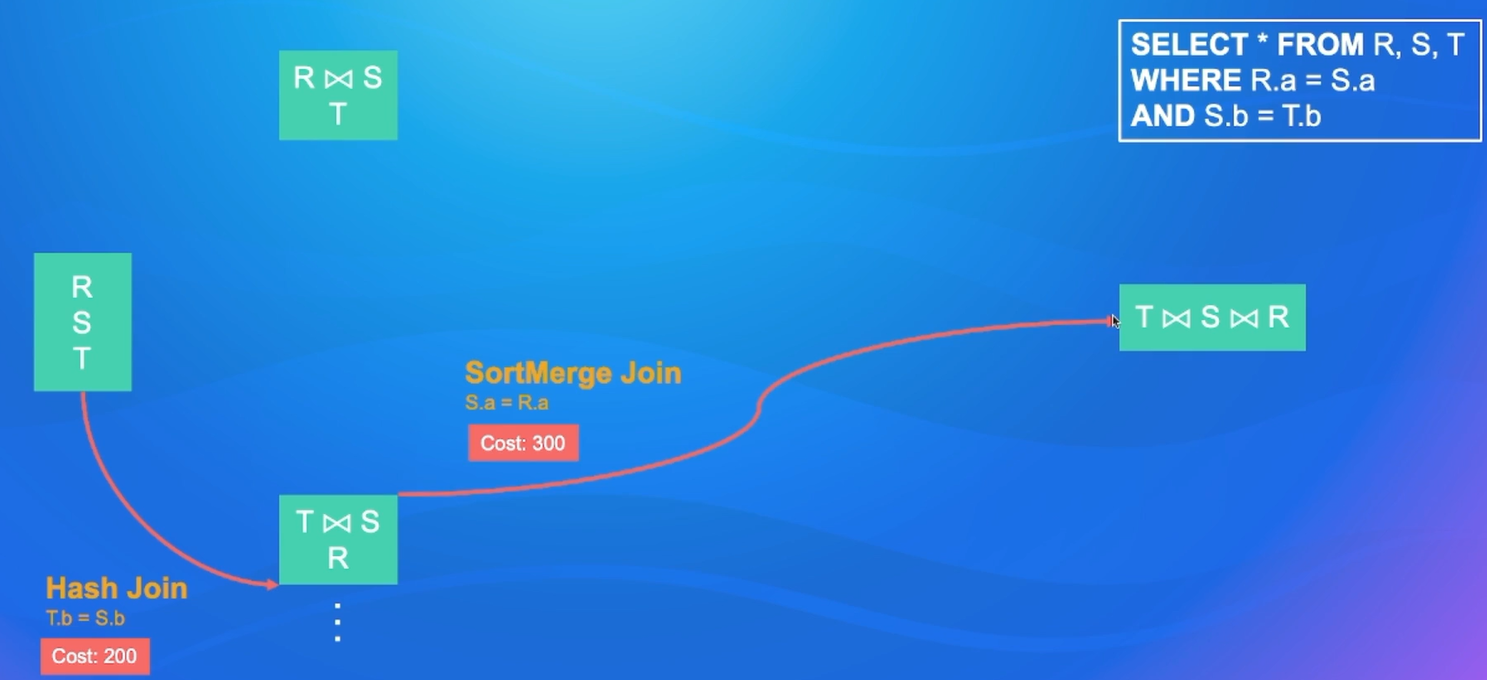 R ⋈ S
T
SELECT * FROM R, S, T
WHERE R.a = S.a
AND S.b = T.b
R
S
T
T ⋈ S ⋈ R
SortMerge Join
S.a = R.a
Cost: 300
T ⋈ S
R
Hash Join
T.b = S.b
Cost: 200